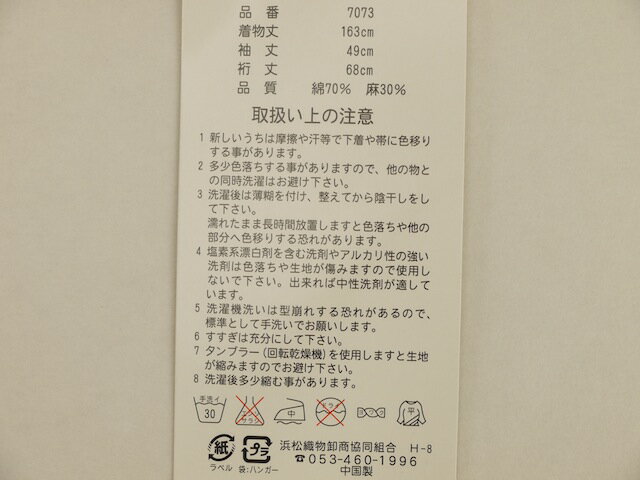 品 番 7073
着物丈 163cm
袖 丈 49cm
裄 丈 68cm
品 質 綿70% 麻30%
取扱い上の注意
1 新しいうちは摩擦や汗等で下着や帯に色移り
する事があります。
2 多少色落ちする事がありますので、他の物と
の同時洗濯はお避け下さい。
3 洗濯後は薄糊を付け、整えてから陰干しをし
て下さい。
濡れたまま長時間放置しますと色落ちや他の
部分へ色移りする恐れがあります。
4 塩素系漂白剤を含む洗剤やアルカリ性の強い
洗剤は色落ちや生地が傷みますので使用し
ないで下さい。出来れば中性洗剤が適して
います。
5 洗濯機洗いは型崩れする恐れがあるので、
標準として手洗いでお願いします。
6 すすぎは充分にして下さい。
7 タンブラー(回転乾燥機)を使用しますと生地
が縮みますのでお避け下さい。
8 洗濯後多少縮む事があります。
手洗イ 30 エンソサラシ 中 ドライ 平
紙 プラ 浜松織物卸商協同組合 H-8
ラベル 袋:ハンガー ☎053-460-1996
中国製